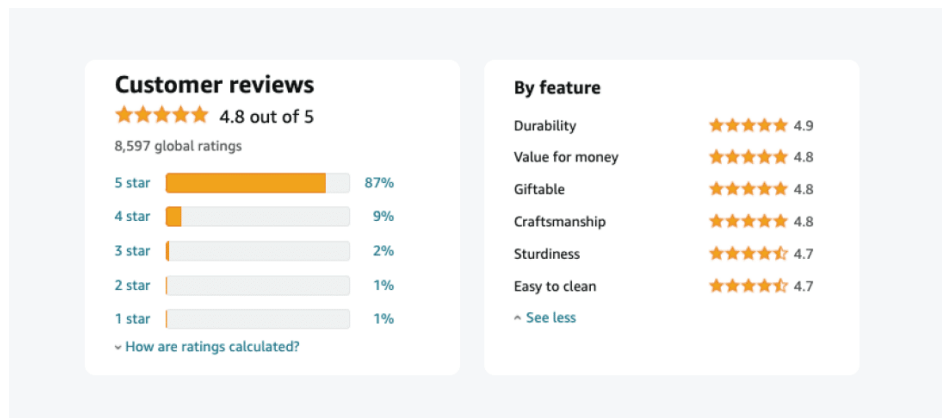 Customer reviews
4.8 out of 5
8,597 global ratings
5 star 87%
4 star 9%
3 star 2%
2 star 1%
1 star 1%
How are ratings calculated?
By feature
Durability 4.9
Value for money 4.8
Giftable 4.8
Craftsmanship 4.8
Sturdiness 4.7
Easy to clean 4.7
See less